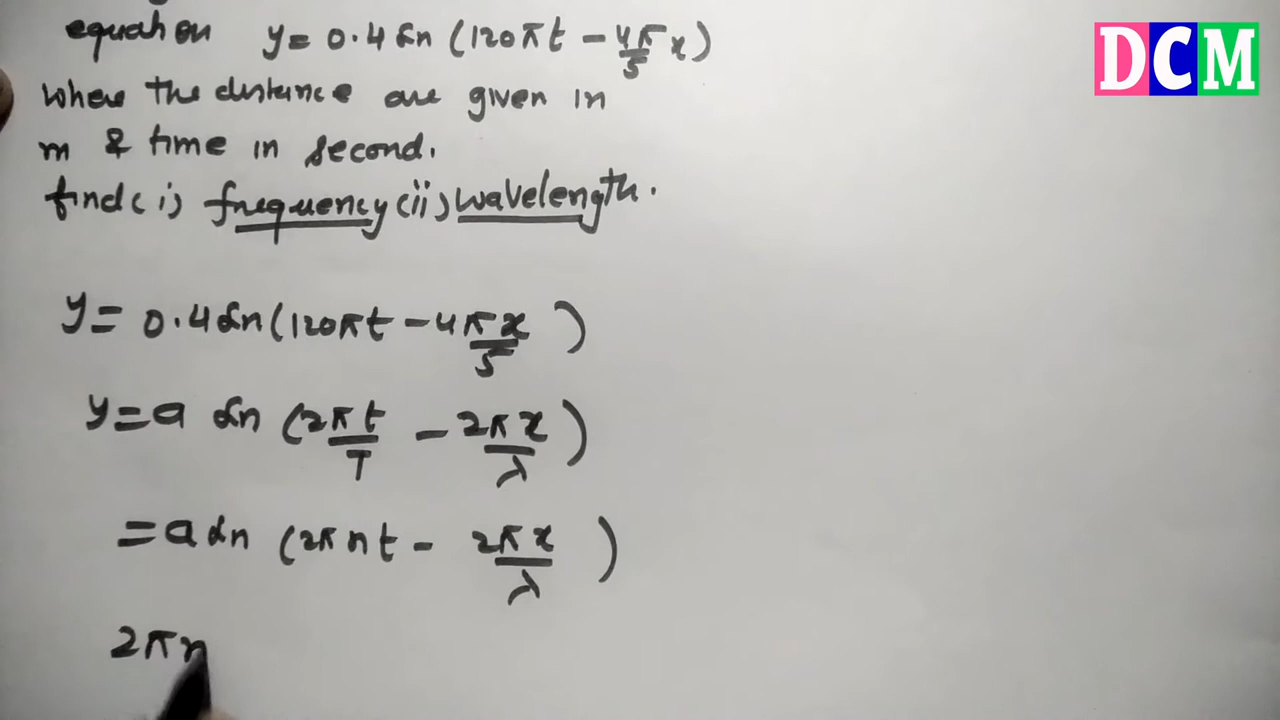 DCM
equation y = 0.4 sin (120πt - 4π/5 x)
where the distance are given in
m & time in second.
find (i) frequency (ii) wavelength.
y = 0.4 sin (120πt - 4πx/5)
y = a sin (2πt/T - 2πx/λ)
= a sin (2πnt - 2πx/λ)
2πn